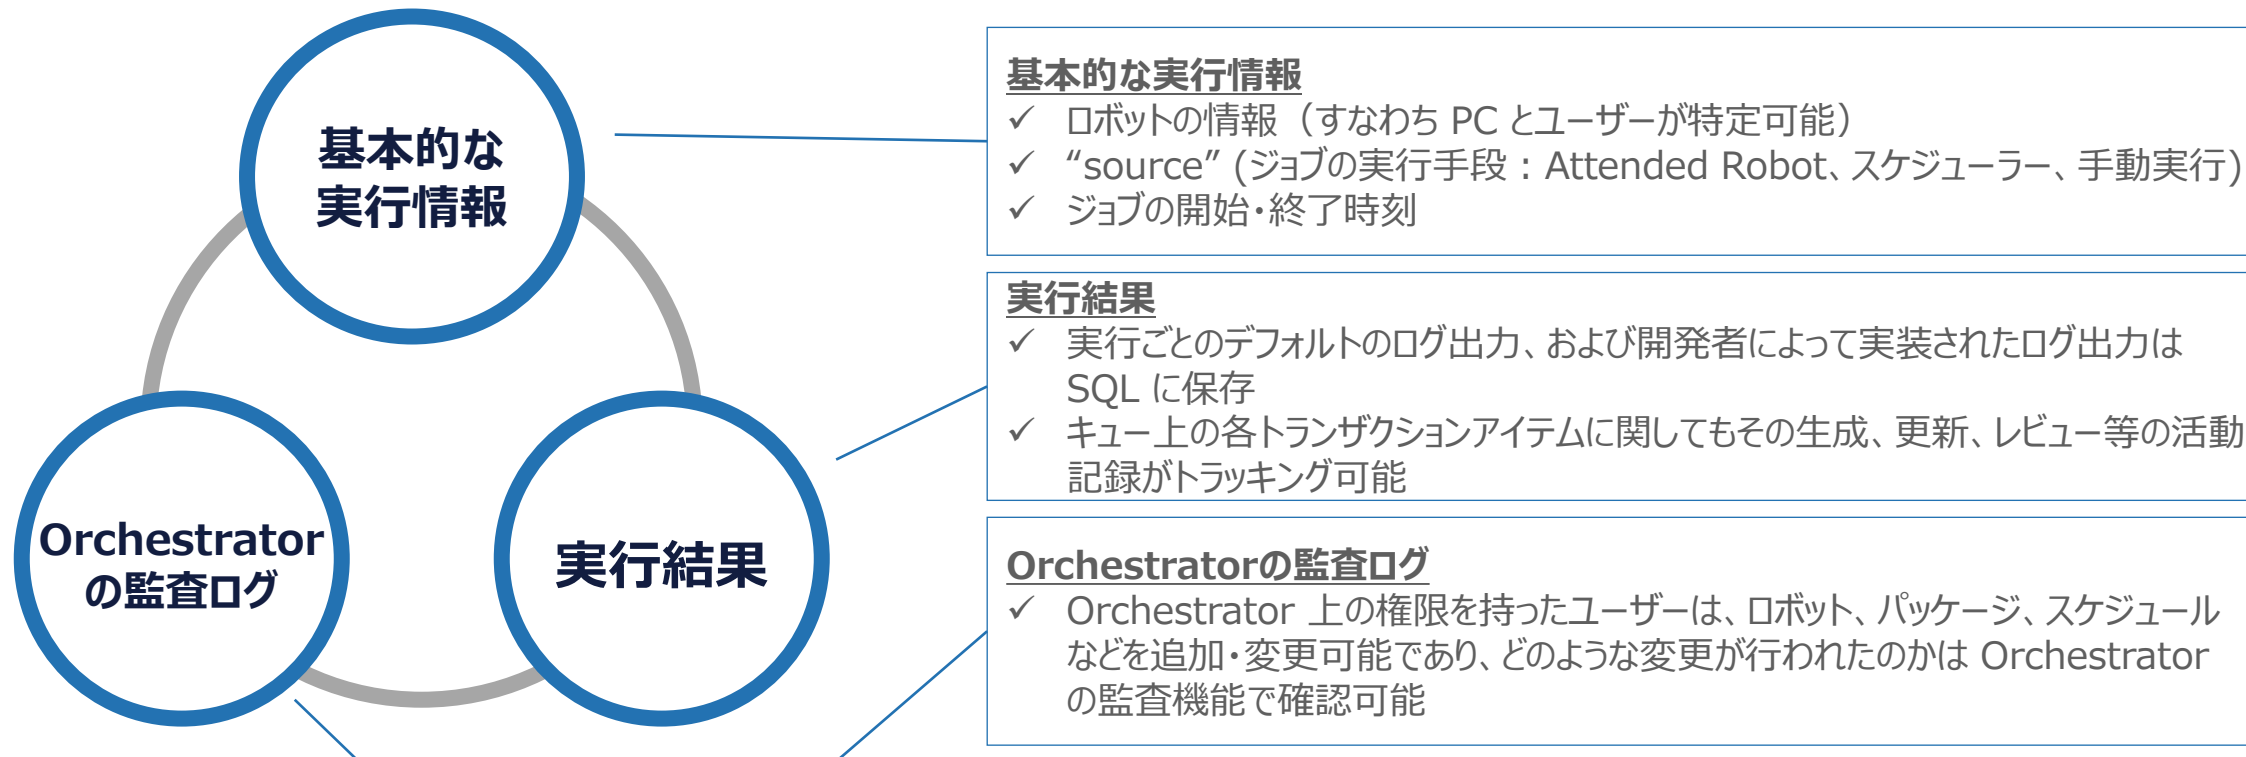 基本的な
実行情報
Orchestrator
の監査ログ
実行結果
基本的な実行情報
✓ ロボットの情報（すなわち PC とユーザーが特定可能）
✓ “source” (ジョブの実行手段：Attended Robot、スケジューラー、手動実行)
✓ ジョブの開始・終了時刻
実行結果
✓ 実行ごとのデフォルトのログ出力、および開発者によって実装されたログ出力は
SQL に保存
✓ キュー上の各トランザクションアイテムに関してもその生成、更新、レビュー等の活動
記録がトラッキング可能
Orchestratorの監査ログ
✓ Orchestrator 上の権限を持ったユーザーは、ロボット、パッケージ、スケジュール
などを追加・変更可能であり、どのような変更が行われたのかは Orchestrator
の監査機能で確認可能